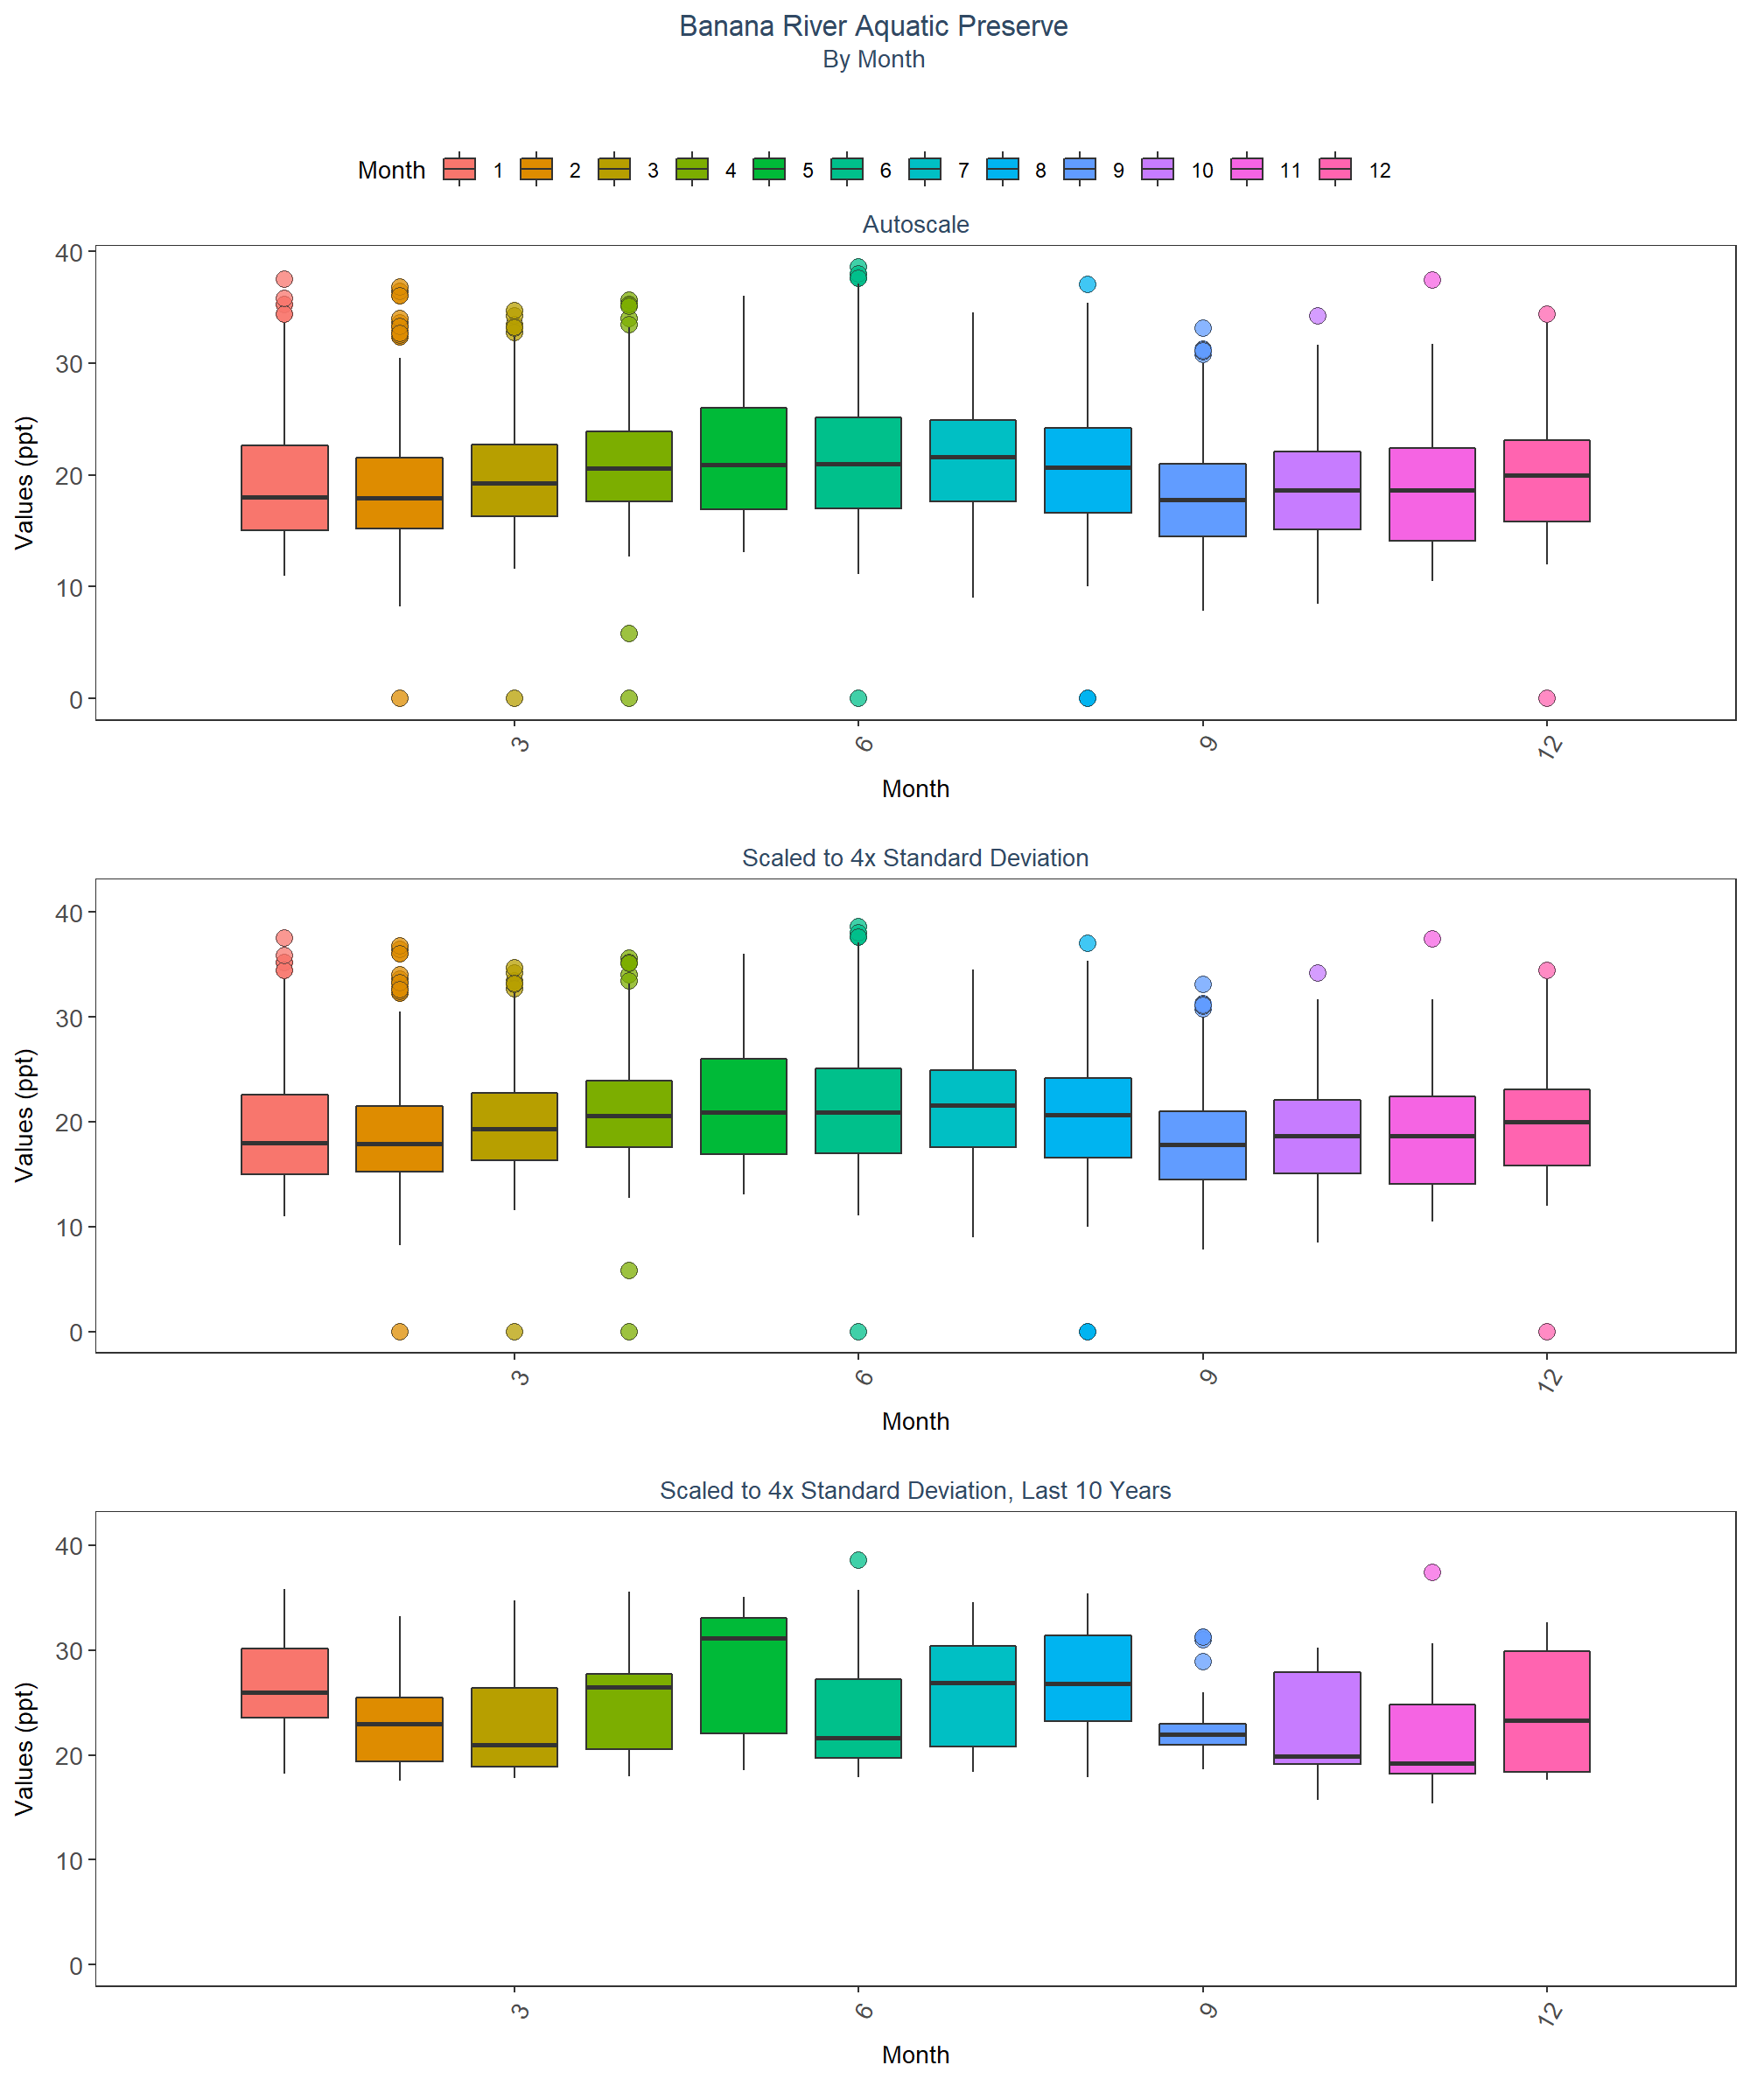 Banana River Aquatic Preserve
By Month
Month 1 2 3 4 5 6 7 8 9 10 11 12
Autoscale
Values (ppt)
40
30
20
10
0
3 6 9 12
Month
Scaled to 4x Standard Deviation
Values (ppt)
40
30
20
10
0
3 6 9 12
Month
Scaled to 4x Standard Deviation, Last 10 Years
Values (ppt)
40
30
20
10
0
3 6 9 12
Month